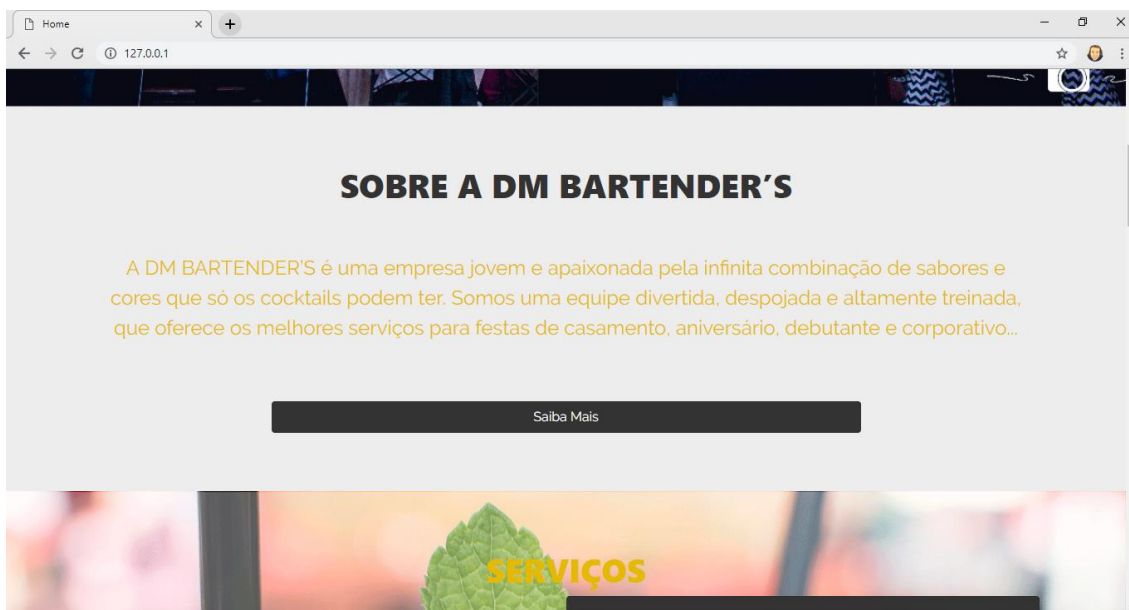 Home
127.0.0.1
SOBRE A DM BARTENDER'S
A DM BARTENDER'S é uma empresa jovem e apaixonada pela infinita combinação de sabores e
cores que só os cocktails podem ter. Somos uma equipe divertida, despojada e altamente treinada,
que oferece os melhores serviços para festas de casamento, aniversário, debutante e corporativo...
Saiba Mais
SERVIÇOS